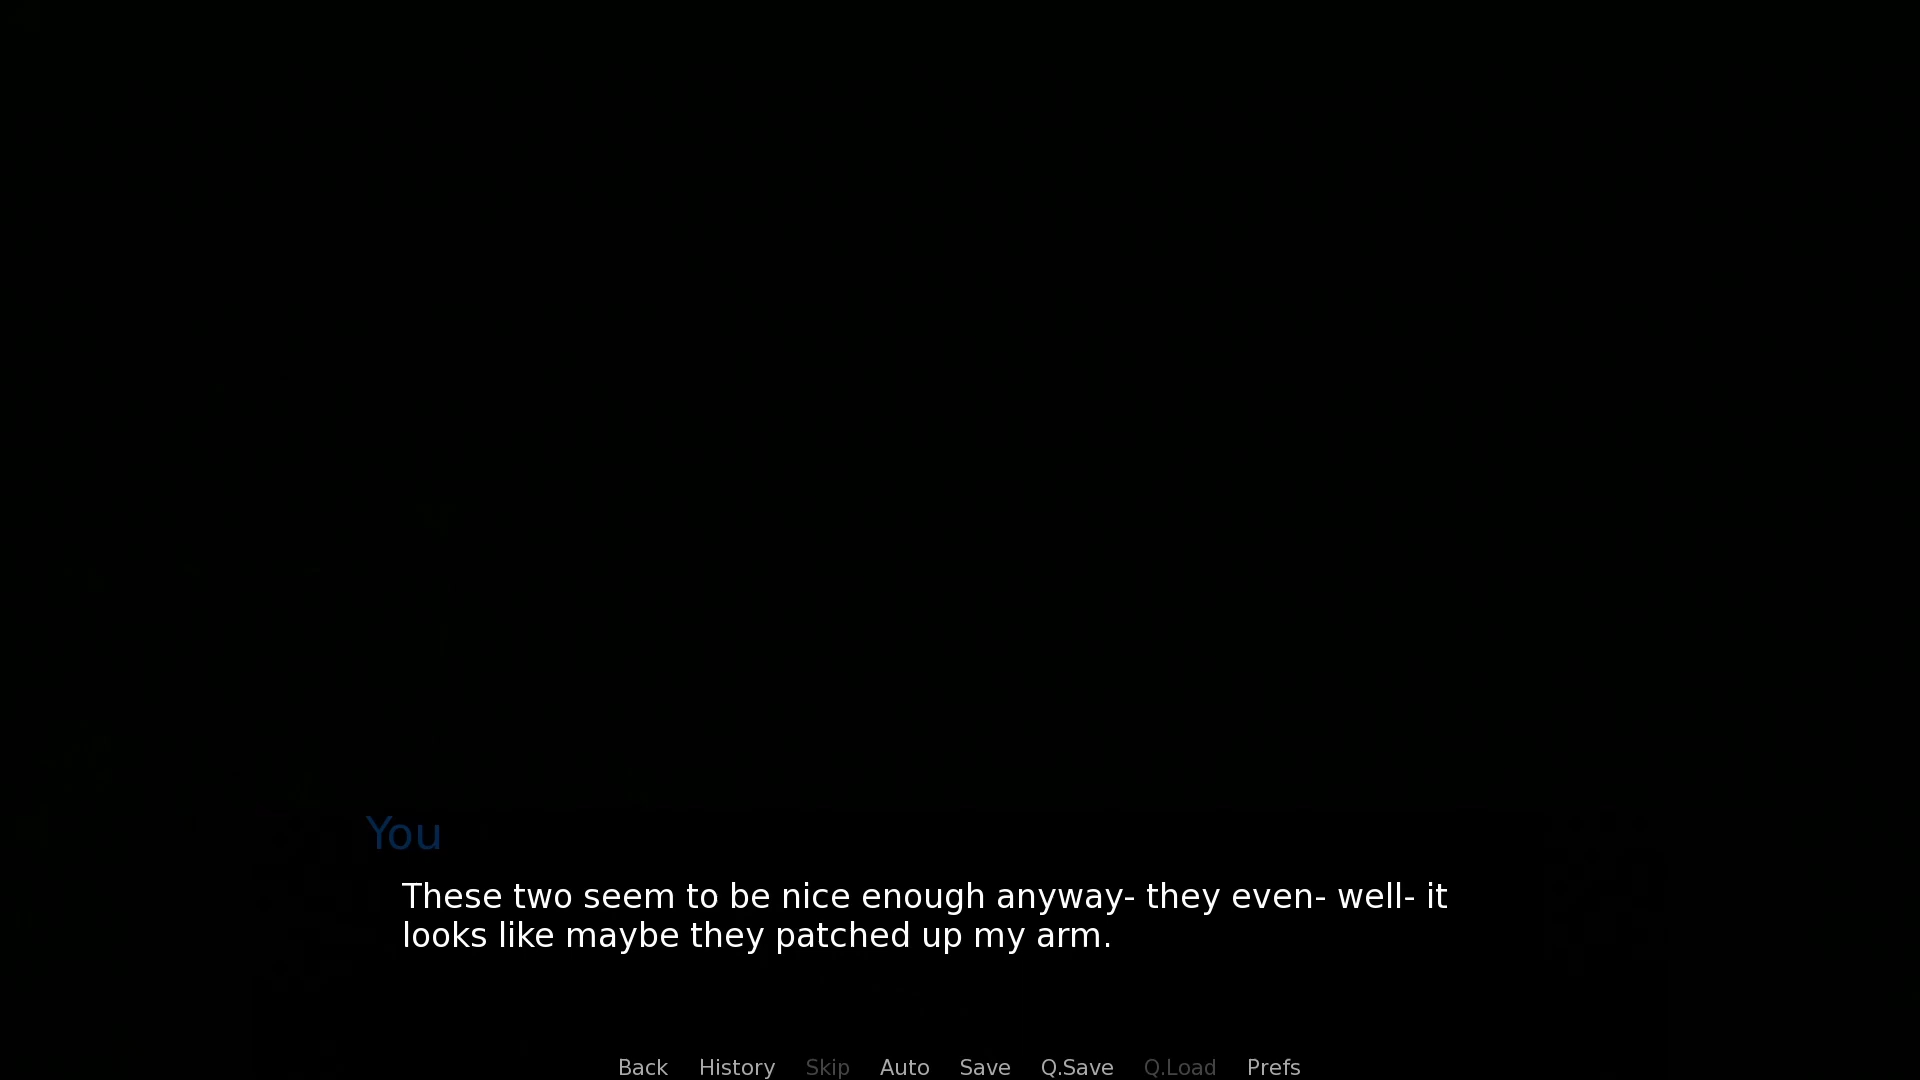 You
These two seem to be nice enough anyway- they even- well- it
looks like maybe they patched up my arm.
Back History Skip Auto Save Q.Save Q.Load Prefs